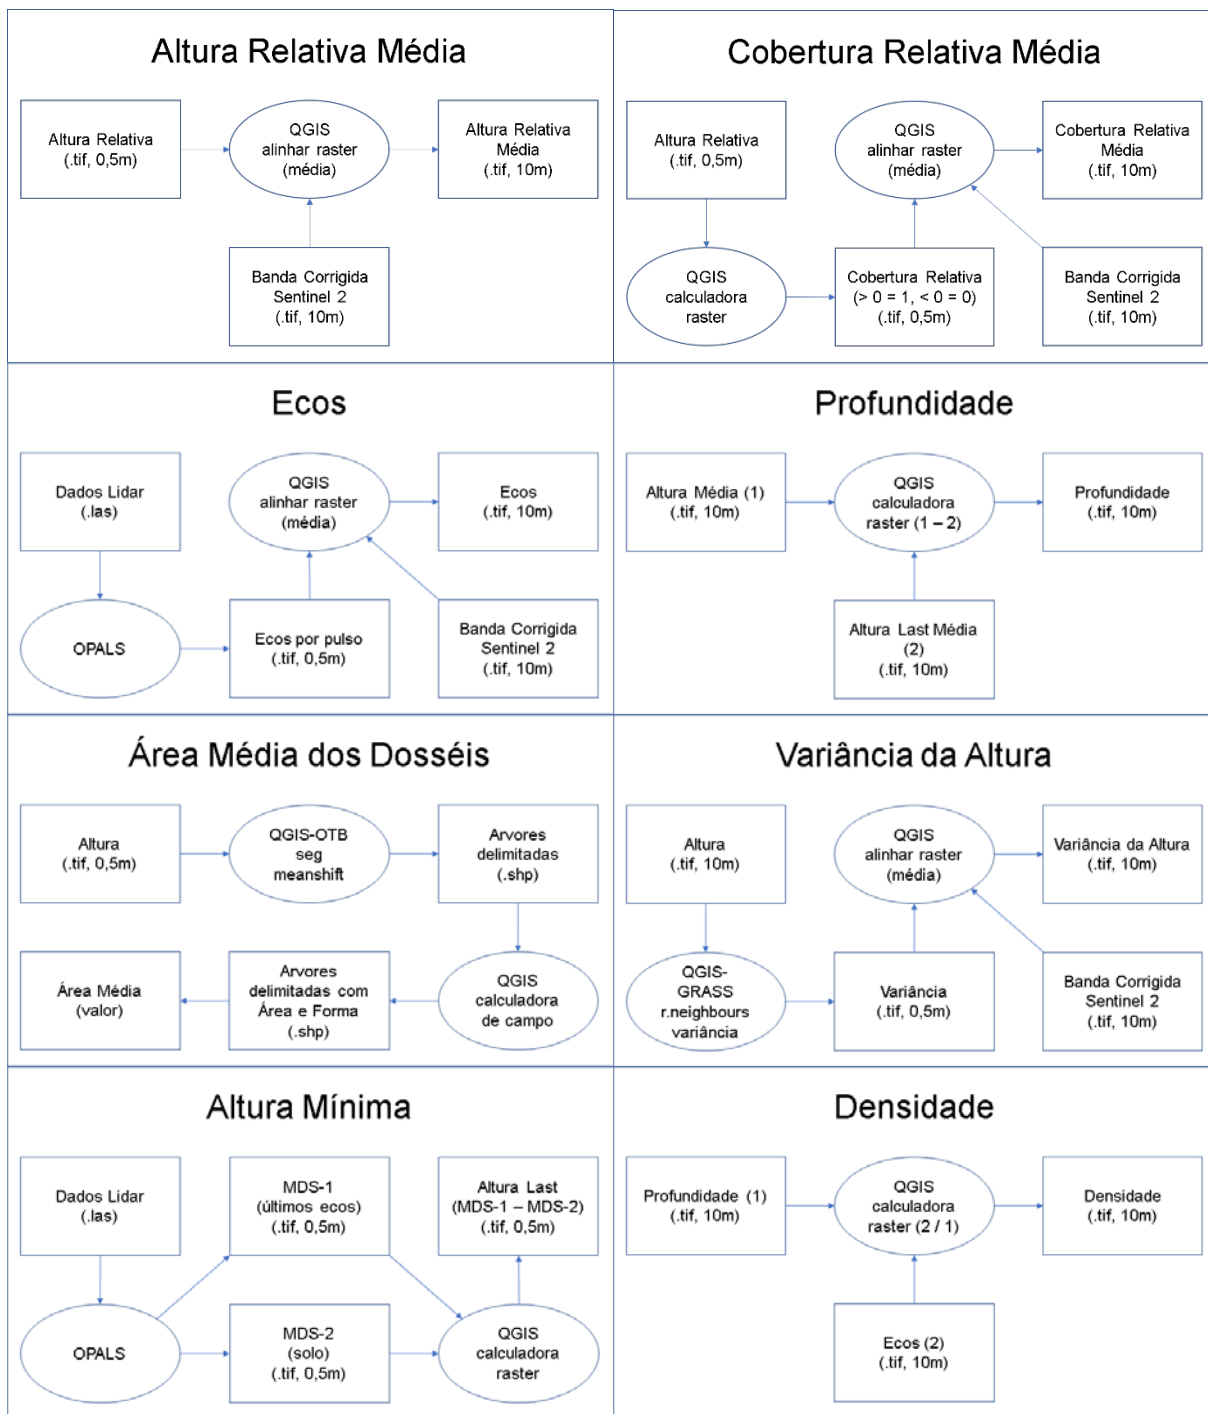 Altura Relativa Média
Altura Relativa
(.tif, 0,5m)
QGIS
alinhar raster
(média)
Altura Relativa
Média
(.tif, 10m)
Banda Corrigida
Sentinel 2
(.tif, 10m)
Cobertura Relativa Média
Altura Relativa
(.tif, 0,5m)
QGIS
alinhar raster
(média)
Cobertura Relativa
Média
(.tif, 10m)
QGIS
calculadora
raster
Cobertura Relativa
(> 0 = 1, < 0 = 0)
(.tif, 0,5m)
Banda Corrigida
Sentinel 2
(.tif, 10m)
Ecos
Dados Lidar
(.las)
QGIS
alinhar raster
(média)
Ecos
(.tif, 10m)
OPALS
Ecos por pulso
(.tif, 0,5m)
Banda Corrigida
Sentinel 2
(.tif, 10m)
Profundidade
Altura Média (1)
(.tif, 10m)
QGIS
calculadora
raster (1 – 2)
Profundidade
(.tif, 10m)
Altura Last Média
(2)
(.tif, 10m)
Área Média dos Dosséis
Altura
(.tif, 0,5m)
QGIS-OTB
seg
meanshift
Arvores
delimitadas
(.shp)
Área Média
(valor)
Arvores
delimitadas com
Área e Forma
(.shp)
QGIS
calculadora
de campo
Variância da Altura
Altura
(.tif, 10m)
QGIS
alinhar raster
(média)
Variância da Altura
(.tif, 10m)
QGIS-
GRASS
r.neighbours
variância
Variância
(.tif, 0,5m)
Banda Corrigida
Sentinel 2
(.tif, 10m)
Altura Mínima
Dados Lidar
(.las)
MDS-1
(últimos ecos)
(.tif, 0,5m)
Altura Last
(MDS-1 – MDS-2)
(.tif, 0,5m)
OPALS
MDS-2
(solo)
(.tif, 0,5m)
QGIS
calculadora
raster
Densidade
Profundidade (1)
(.tif, 10m)
QGIS
calculadora
raster (2 / 1)
Densidade
(.tif, 10m)
Ecos (2)
(.tif, 10m)